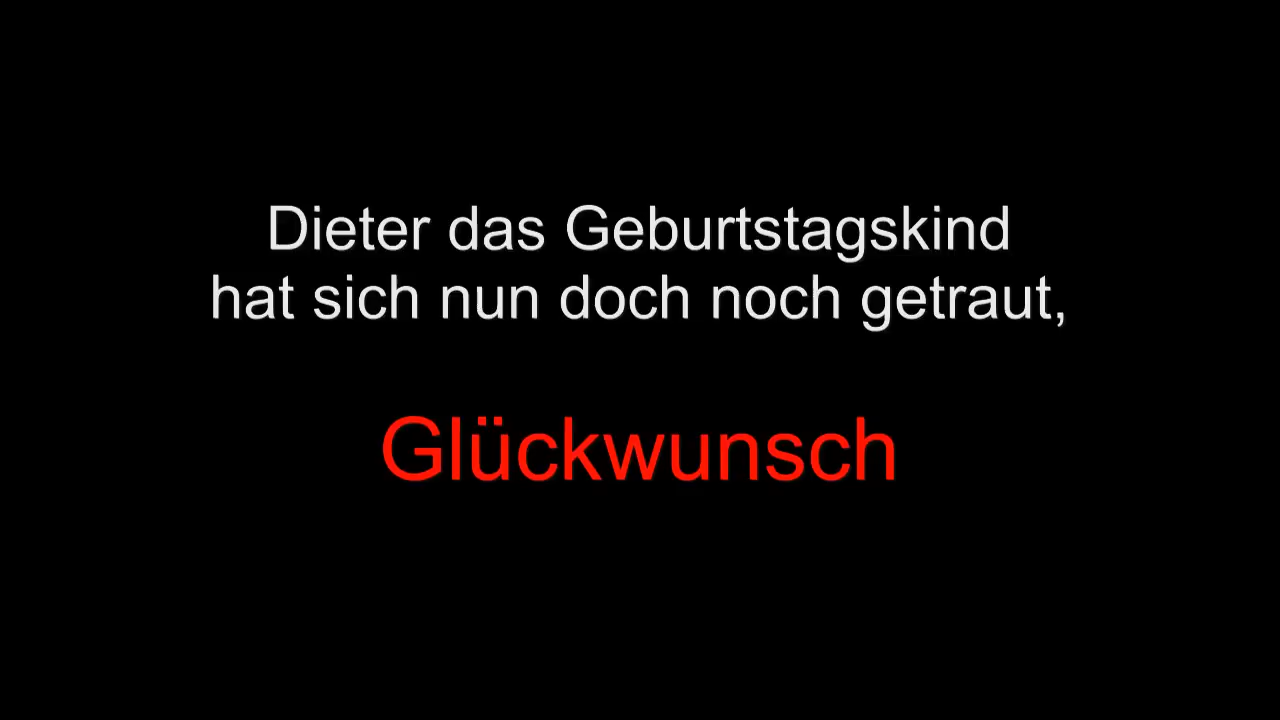 Dieter das Geburtstagskind
hat sich nun doch noch getraut,
Glückwunsch